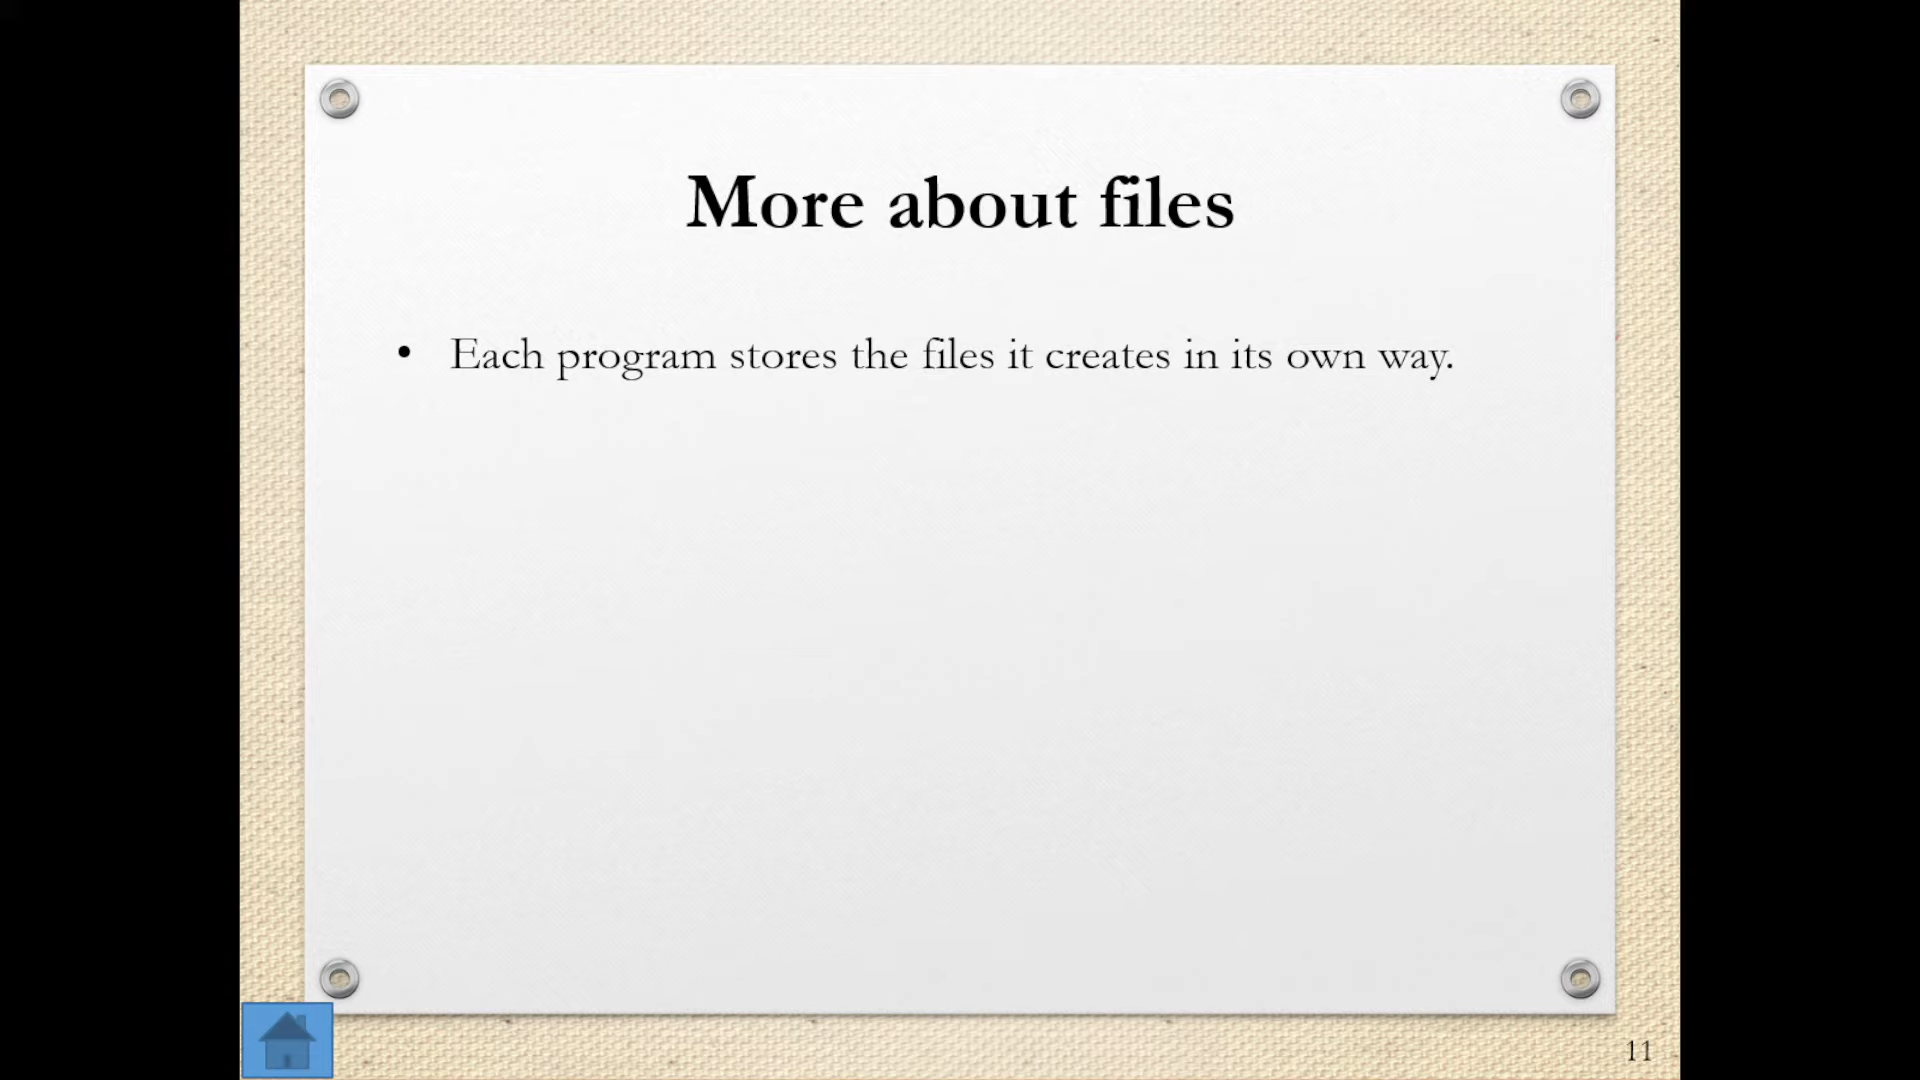 More about files
• Each program stores the files it creates in its own way.
11